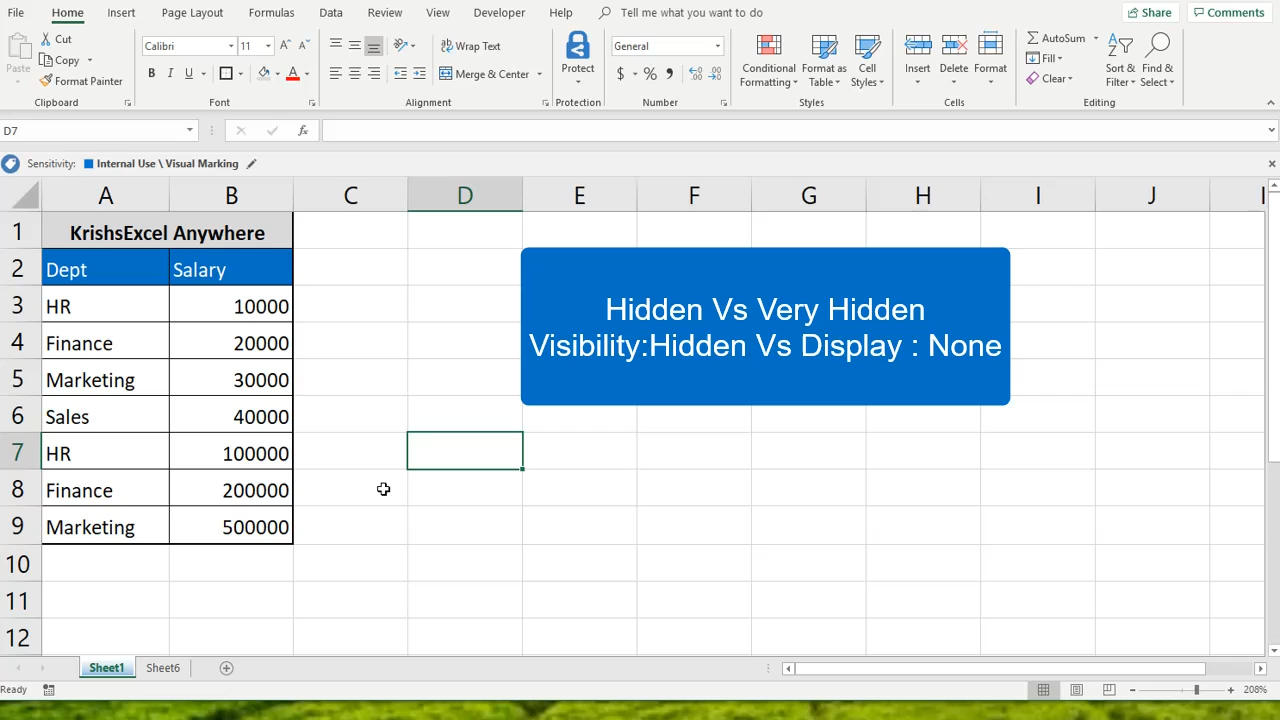 File Home Insert Page Layout Formulas Data Review View Developer Help Tell me what you want to do Share Comments
Paste Cut Copy Format Painter Clipboard
Calibri 11 B I U A Font
Wrap Text Merge & Center Alignment
Protect Protection
General $ % Number
Conditional Formatting Format as Table Cell Styles Styles
Insert Delete Format Cells
AutoSum Fill Clear Sort & Filter Find & Select Editing
D7 fx
Sensitivity: Internal Use \ Visual Marking
A B C D E F G H I J
1 KrishsExcel Anywhere
2 Dept Salary
3 HR 10000
4 Finance 20000
5 Marketing 30000
6 Sales 40000
7 HR 100000
8 Finance 200000
9 Marketing 500000
10
11
12
Hidden Vs Very Hidden
Visibility:Hidden Vs Display : None
Sheet1 Sheet6
Ready 208%